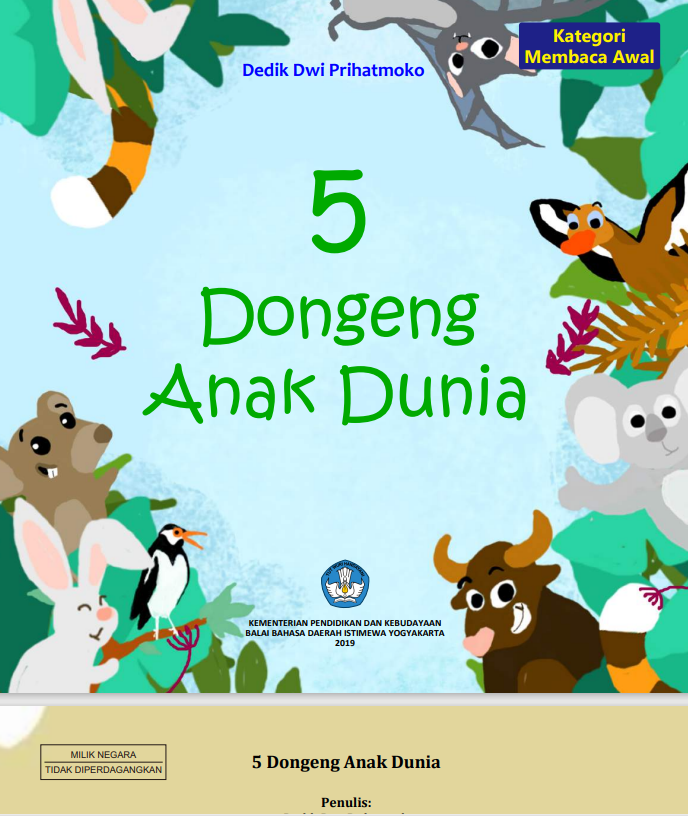 Kategori
Membaca Awal
Dedik Dwi Prihatmoko
5
Dongeng
Anak Dunia
KEMENTERIAN PENDIDIKAN DAN KEBUDAYAAN
BALAI BAHASA DAERAH ISTIMEWA YOGYAKARTA
2019
MILIK NEGARA
TIDAK DIPERDAGANGKAN
5 Dongeng Anak Dunia
Penulis: